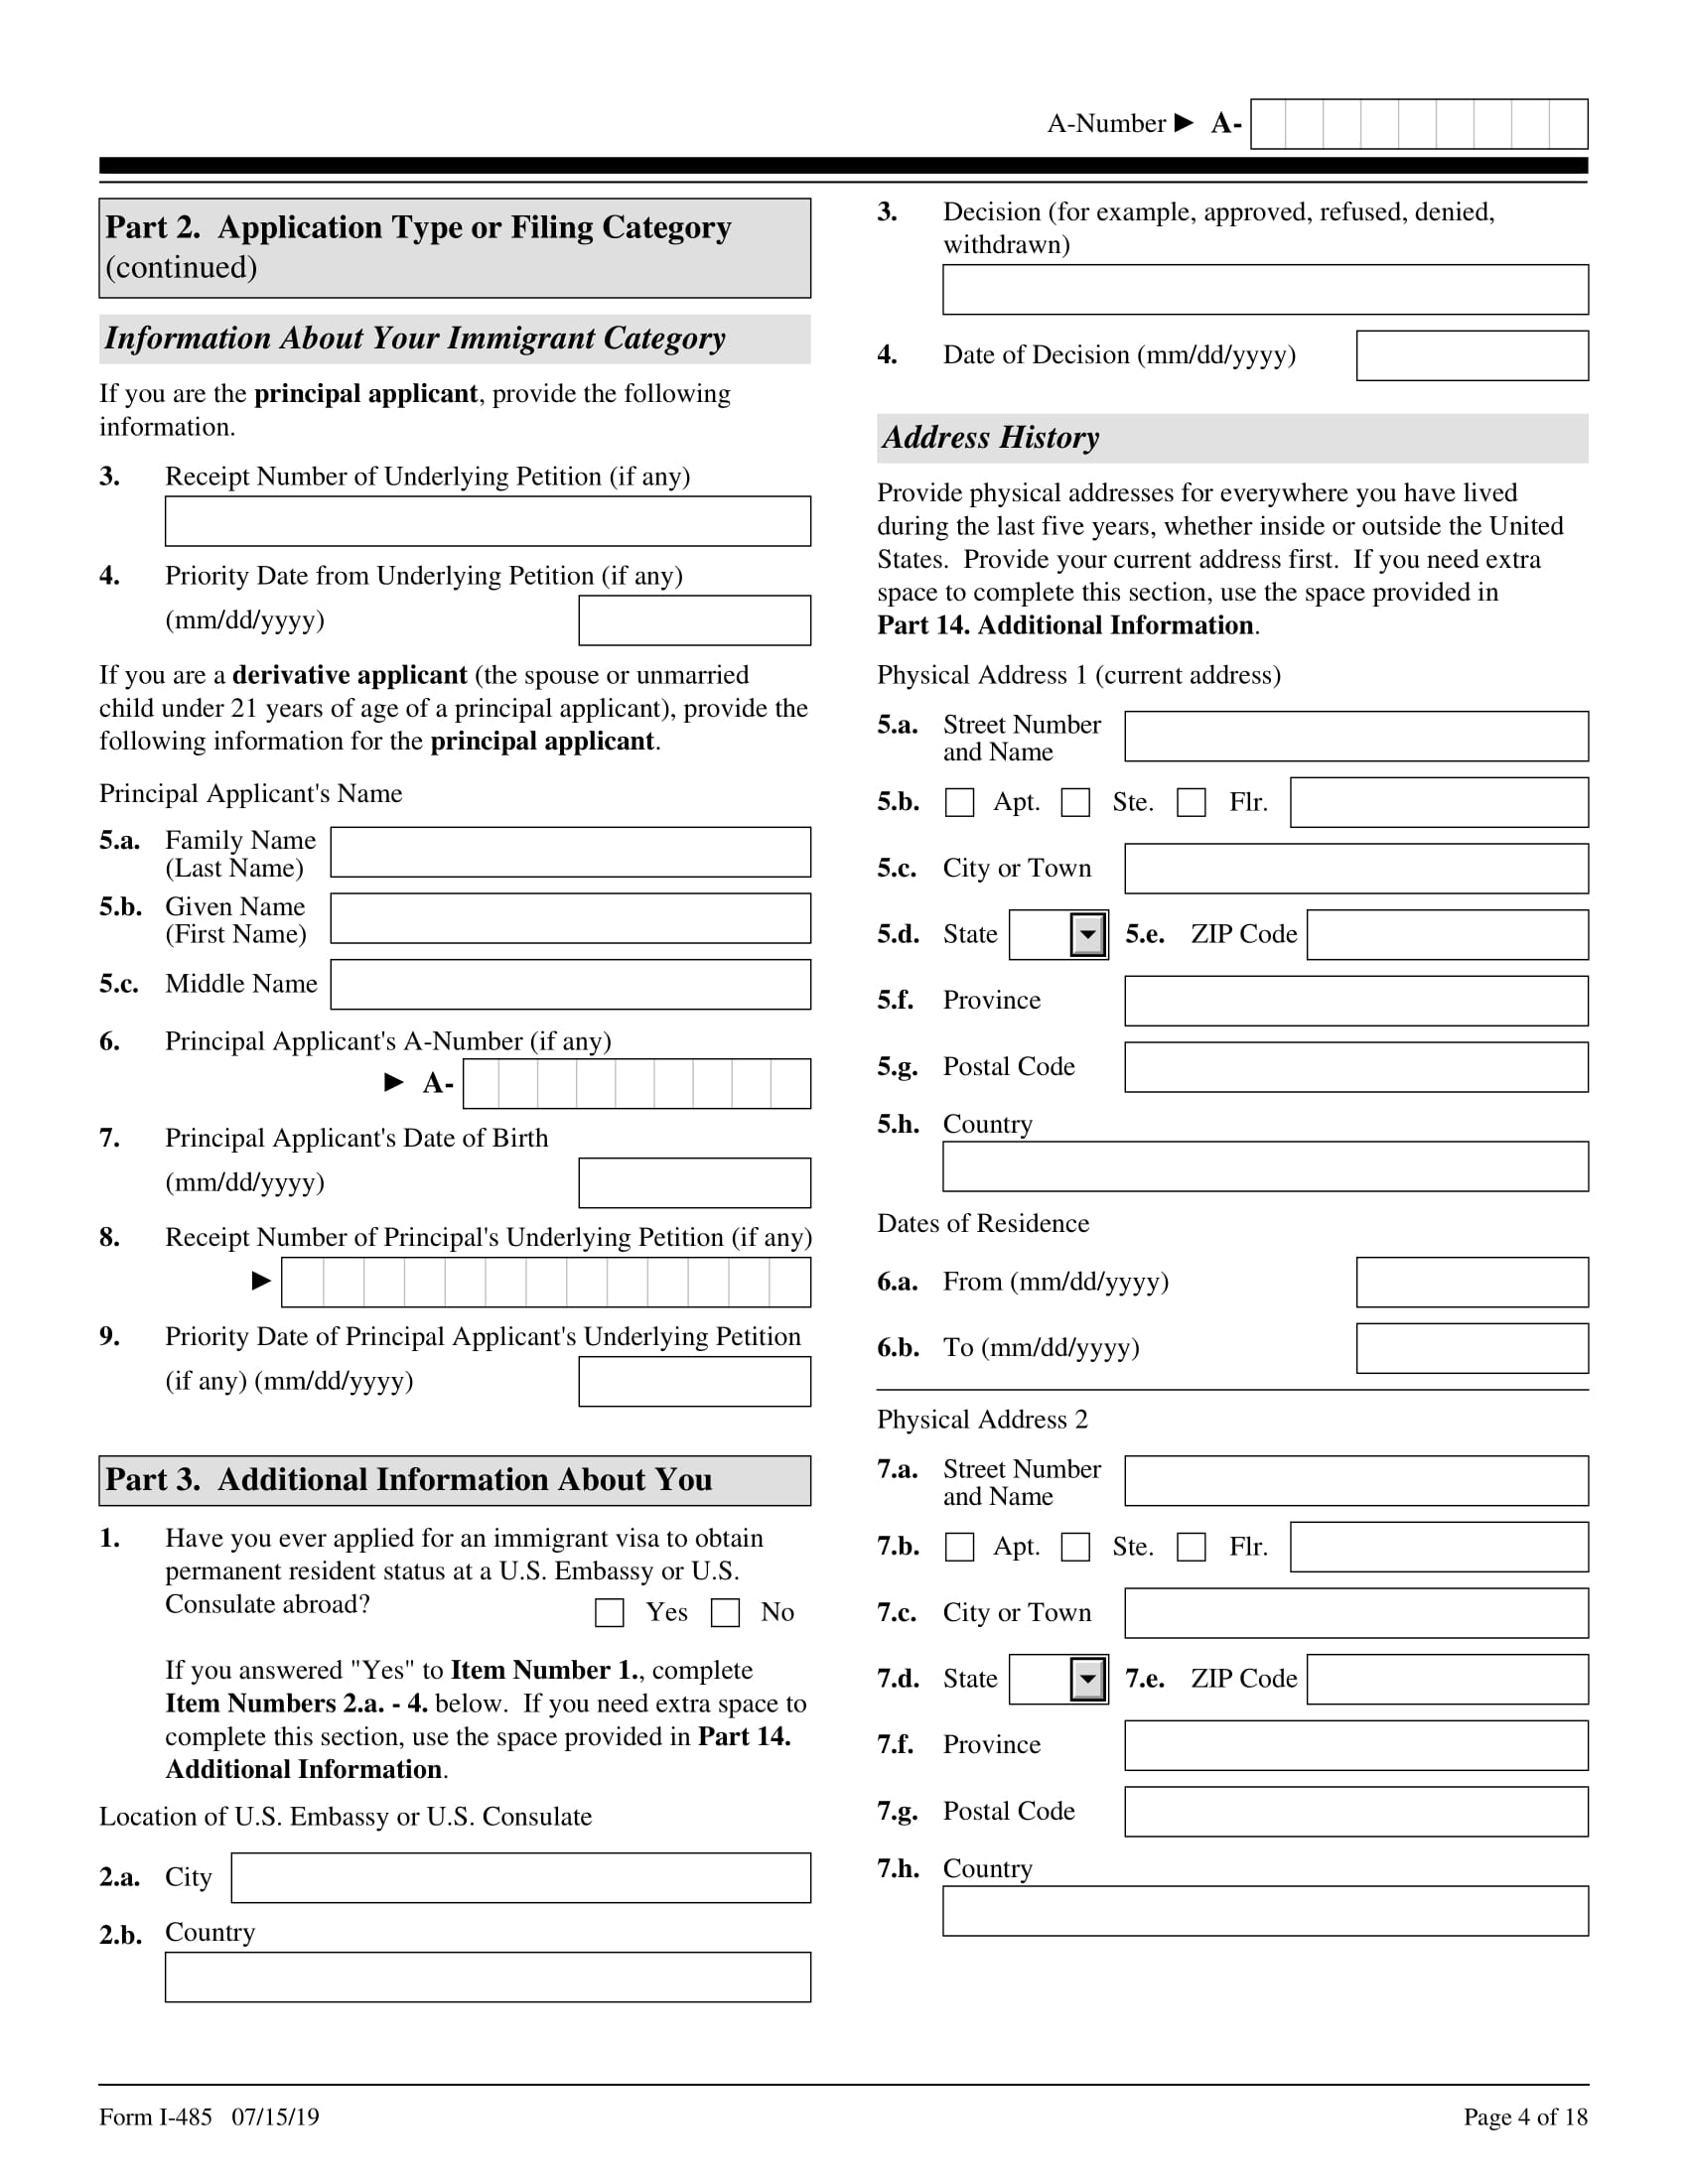 A-Number ► A-
Part 2.  Application Type or Filing Category
(continued)
Information About Your Immigrant Category
If you are the principal applicant, provide the following
information.
3. Receipt Number of Underlying Petition (if any)
4. Priority Date from Underlying Petition (if any)
(mm/dd/yyyy)
If you are a derivative applicant (the spouse or unmarried
child under 21 years of age of a principal applicant), provide the
following information for the principal applicant.
Principal Applicant's Name
5.a. Family Name
(Last Name)
5.b. Given Name
(First Name)
5.c. Middle Name
6. Principal Applicant's A-Number (if any)
► A-
7. Principal Applicant's Date of Birth
(mm/dd/yyyy)
8. Receipt Number of Principal's Underlying Petition (if any)
►
9. Priority Date of Principal Applicant's Underlying Petition
(if any) (mm/dd/yyyy)
Part 3.  Additional Information About You
1. Have you ever applied for an immigrant visa to obtain
permanent resident status at a U.S. Embassy or U.S.
Consulate abroad? Yes No
If you answered "Yes" to Item Number 1., complete
Item Numbers 2.a. - 4. below.  If you need extra space to
complete this section, use the space provided in Part 14.
Additional Information.
Location of U.S. Embassy or U.S. Consulate
2.a. City
2.b. Country
3. Decision (for example, approved, refused, denied,
withdrawn)
4. Date of Decision (mm/dd/yyyy)
Address History
Provide physical addresses for everywhere you have lived
during the last five years, whether inside or outside the United
States.  Provide your current address first.  If you need extra
space to complete this section, use the space provided in
Part 14. Additional Information.
Physical Address 1 (current address)
5.a. Street Number
and Name
5.b. Apt. Ste. Flr.
5.c. City or Town
5.d. State 5.e. ZIP Code
5.f. Province
5.g. Postal Code
5.h. Country
Dates of Residence
6.a. From (mm/dd/yyyy)
6.b. To (mm/dd/yyyy)
Physical Address 2
7.a. Street Number
and Name
7.b. Apt. Ste. Flr.
7.c. City or Town
7.d. State 7.e. ZIP Code
7.f. Province
7.g. Postal Code
7.h. Country
Form I-485   07/15/19
Page 4 of 18